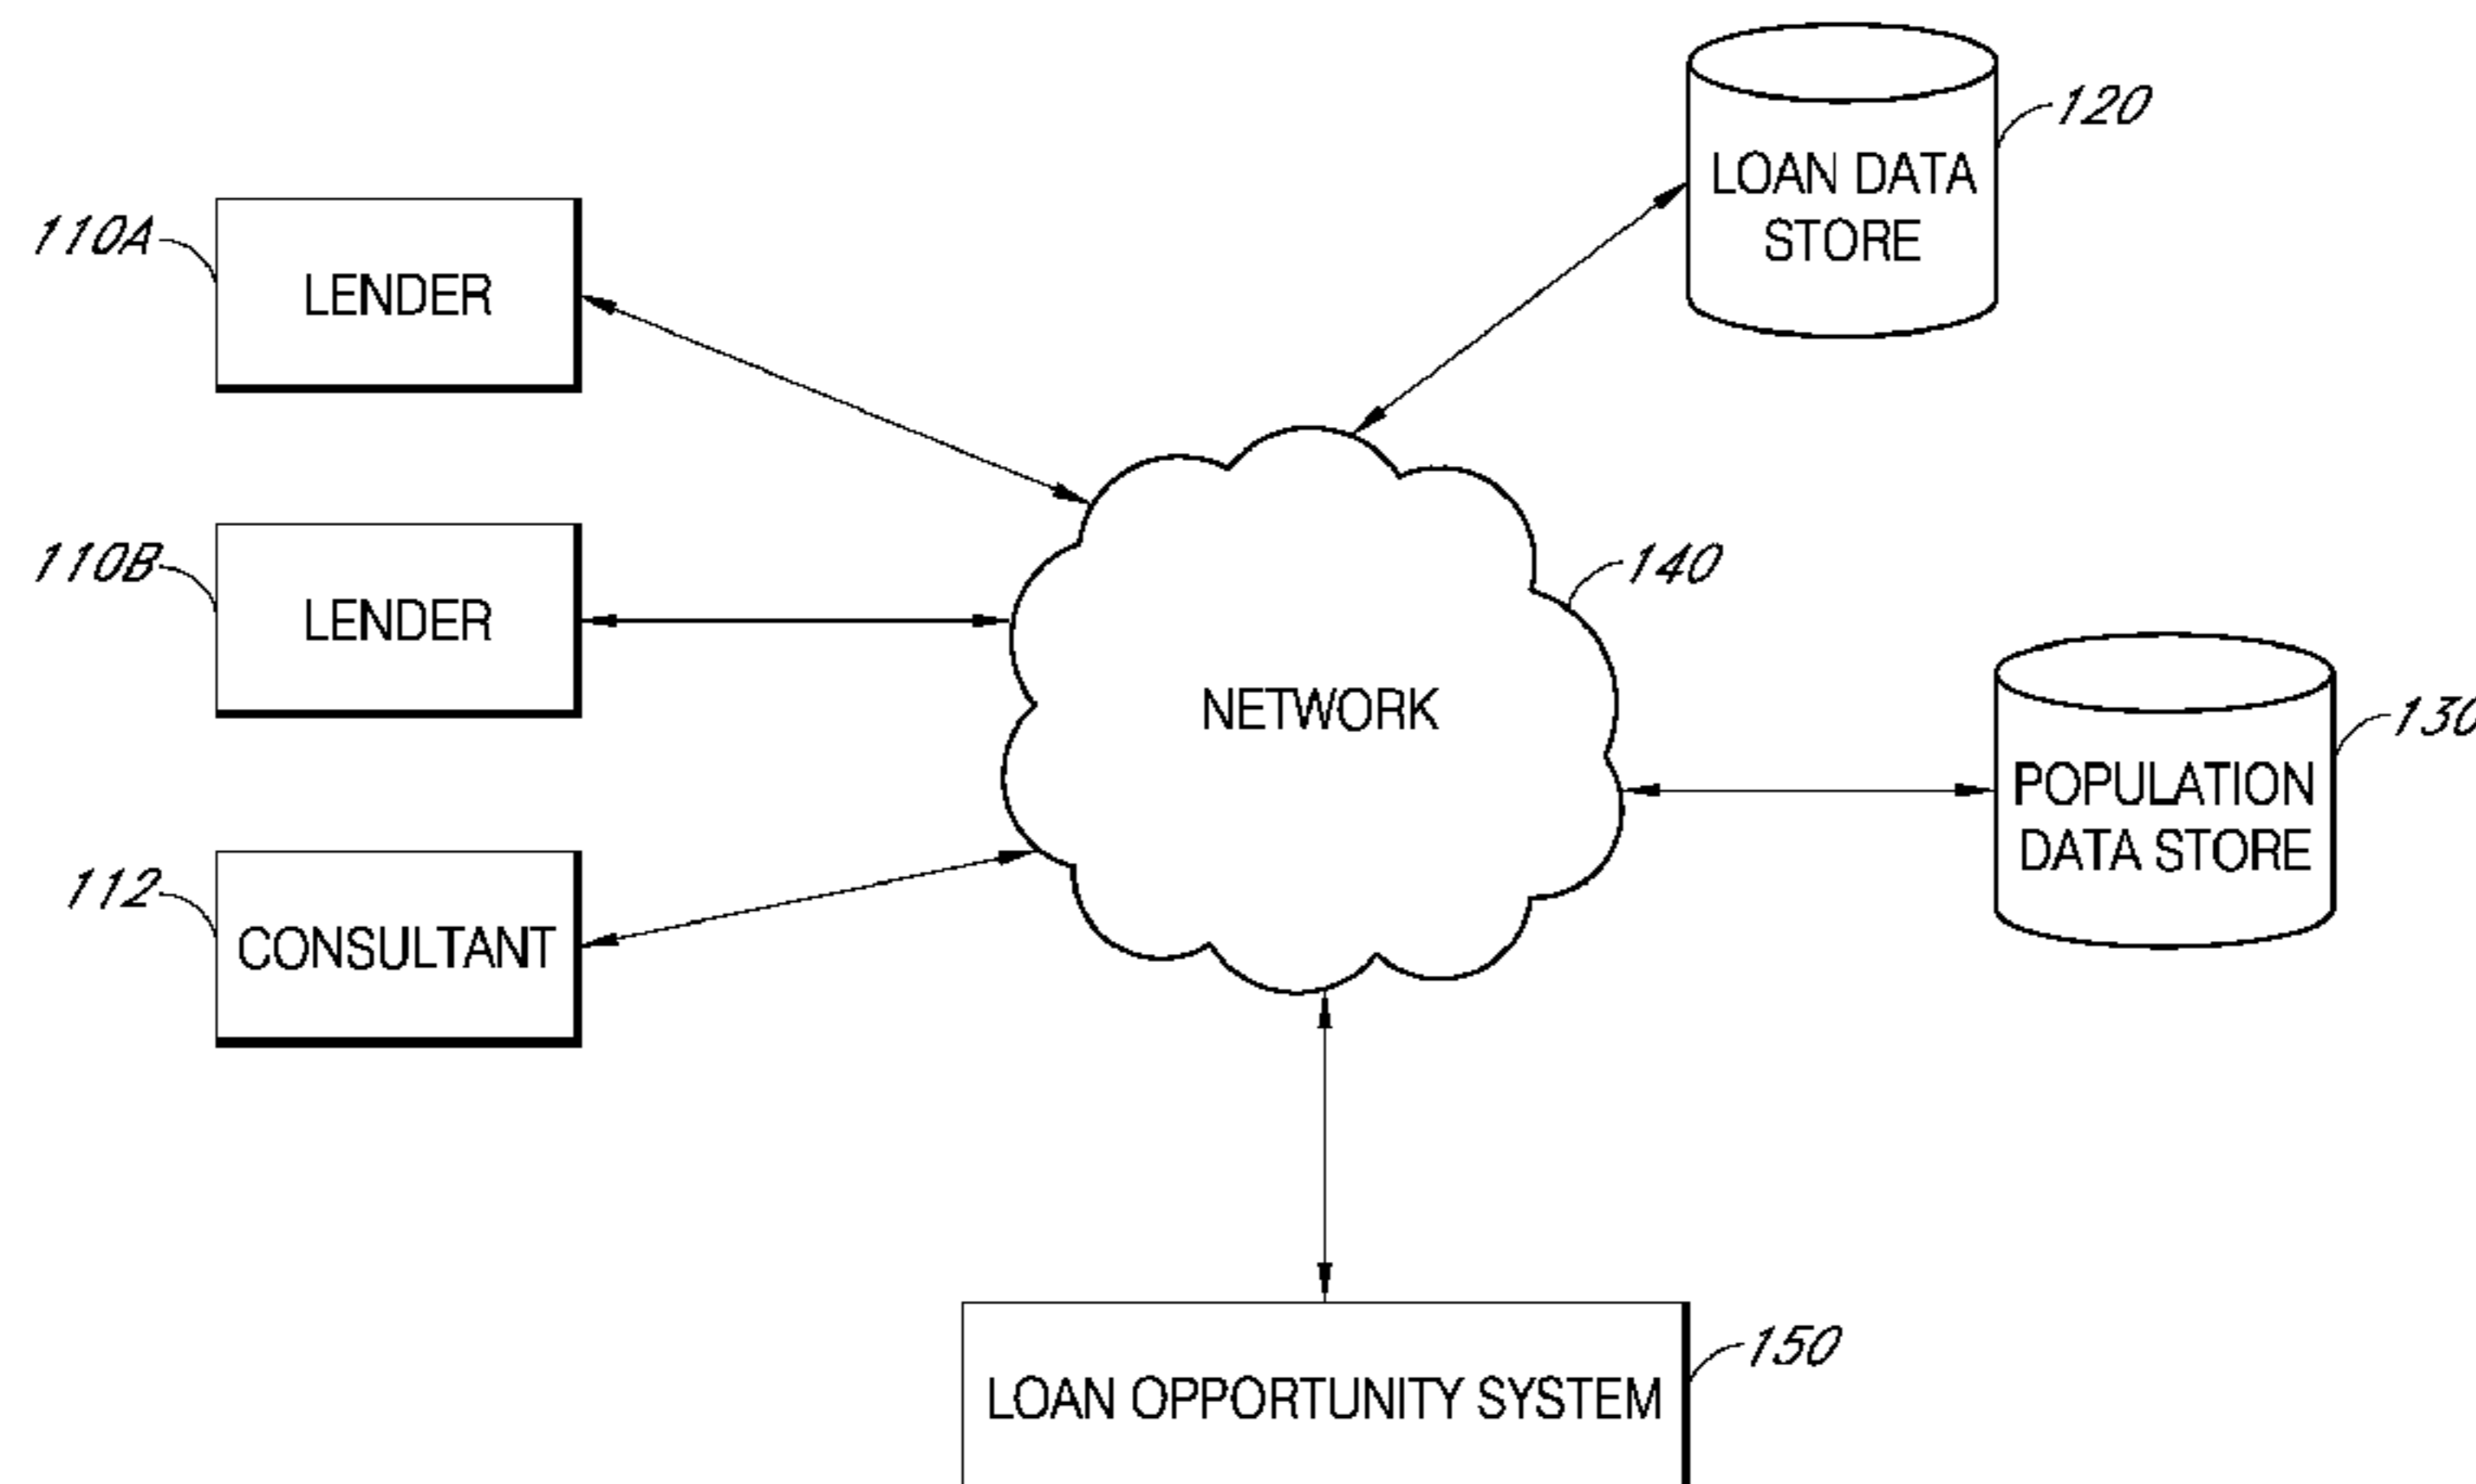 120
LOAN DATA
STORE
110A
LENDER
110B
LENDER
140
NETWORK
130
POPULATION
DATA STORE
112
CONSULTANT
150
LOAN OPPORTUNITY SYSTEM